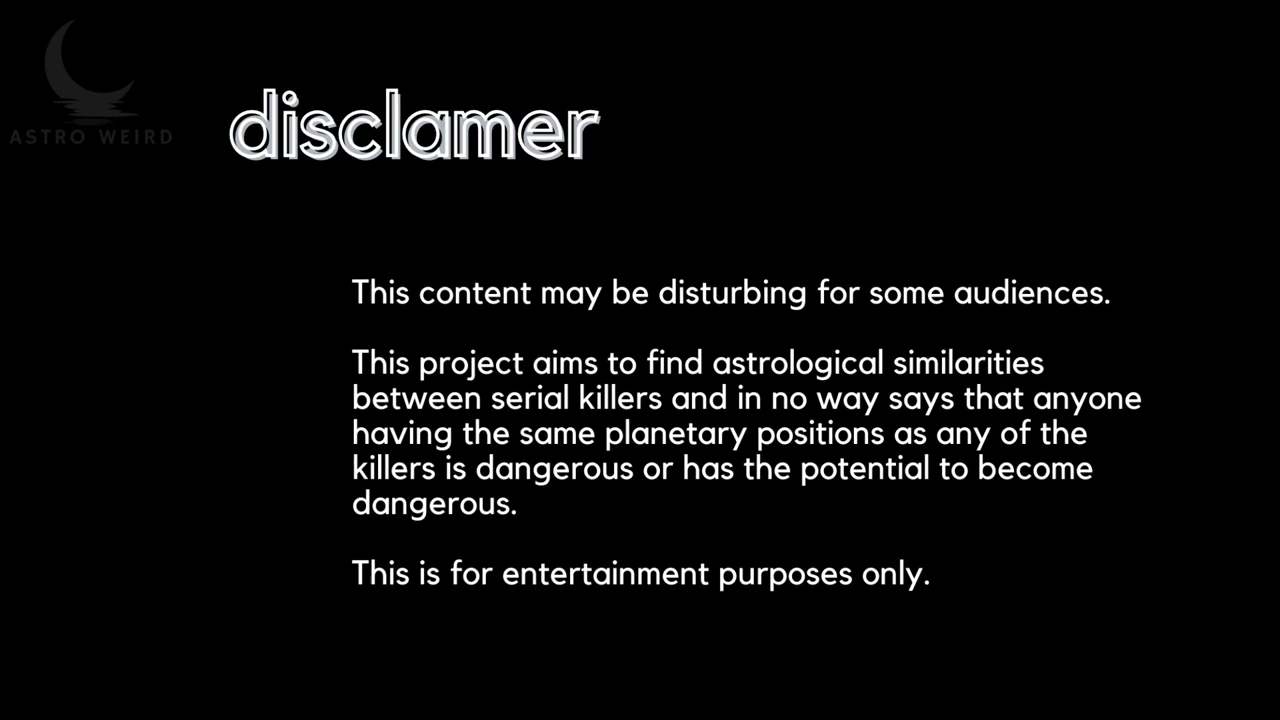 ASTRO WEIRD
disclamer
This content may be disturbing for some audiences.
This project aims to find astrological similarities
between serial killers and in no way says that anyone
having the same planetary positions as any of the
killers is dangerous or has the potential to become
dangerous.
This is for entertainment purposes only.